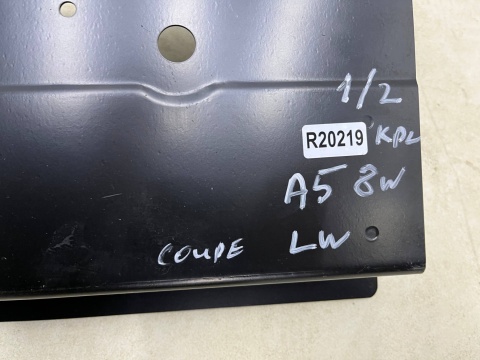 1/2
R20219 KPL
A5 8W
COUPE LW